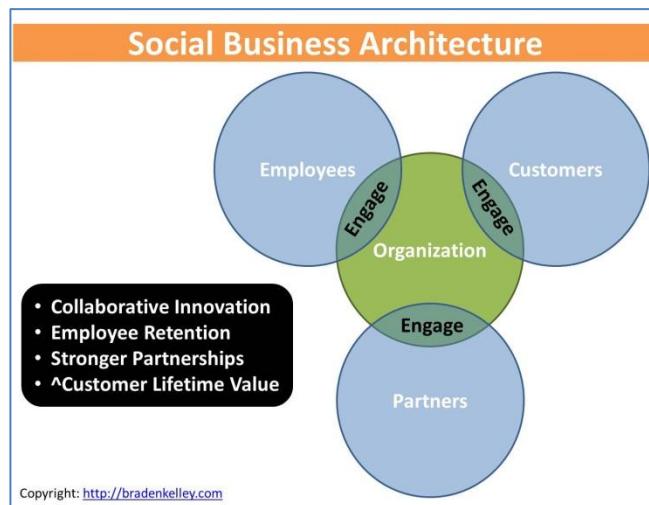 Social Business Architecture
Employees
Customers
Engage
Engage
Organization
• Collaborative Innovation
• Employee Retention
• Stronger Partnerships
• ^Customer Lifetime Value
Engage
Partners
Copyright: http://bradenkelley.com